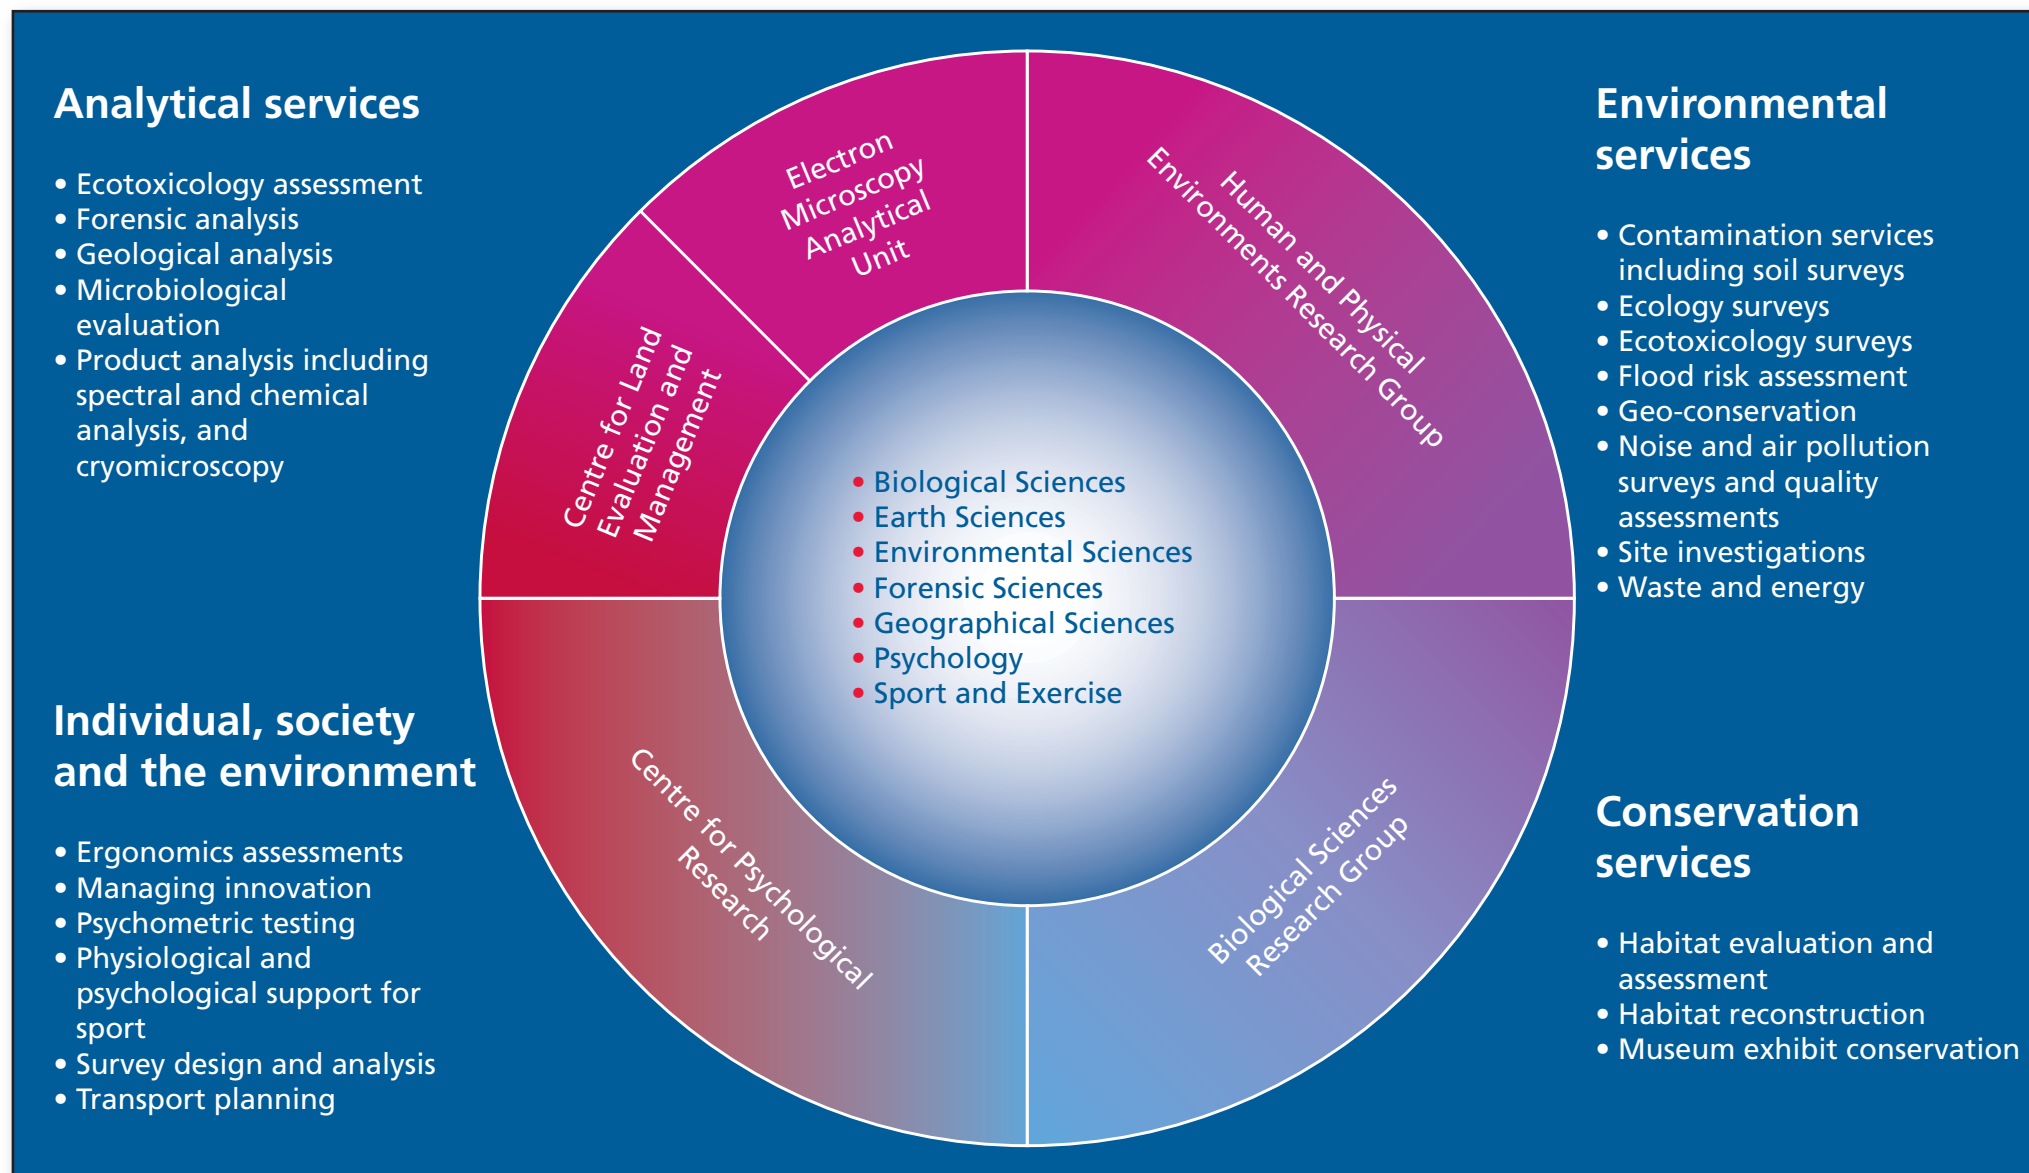 Analytical services
• Ecotoxicology assessment
• Forensic analysis
• Geological analysis
• Microbiological
evaluation
• Product analysis including
spectral and chemical
analysis, and
cryomicroscopy
Individual, society
and the environment
• Ergonomics assessments
• Managing innovation
• Psychometric testing
• Physiological and
psychological support for
sport
• Survey design and analysis
• Transport planning
Electron
Microscopy
Analytical
Unit
Human and Physical
Environments Research Group
Centre for Land
Evaluation and
Management
• Biological Sciences
• Earth Sciences
• Environmental Sciences
• Forensic Sciences
• Geographical Sciences
• Psychology
• Sport and Exercise
Centre for Psychological
Research
Biological Sciences
Research Group
Environmental
services
• Contamination services
including soil surveys
• Ecology surveys
• Ecotoxicology surveys
• Flood risk assessment
• Geo-conservation
• Noise and air pollution
surveys and quality
assessments
• Site investigations
• Waste and energy
Conservation
services
• Habitat evaluation and
assessment
• Habitat reconstruction
• Museum exhibit conservation